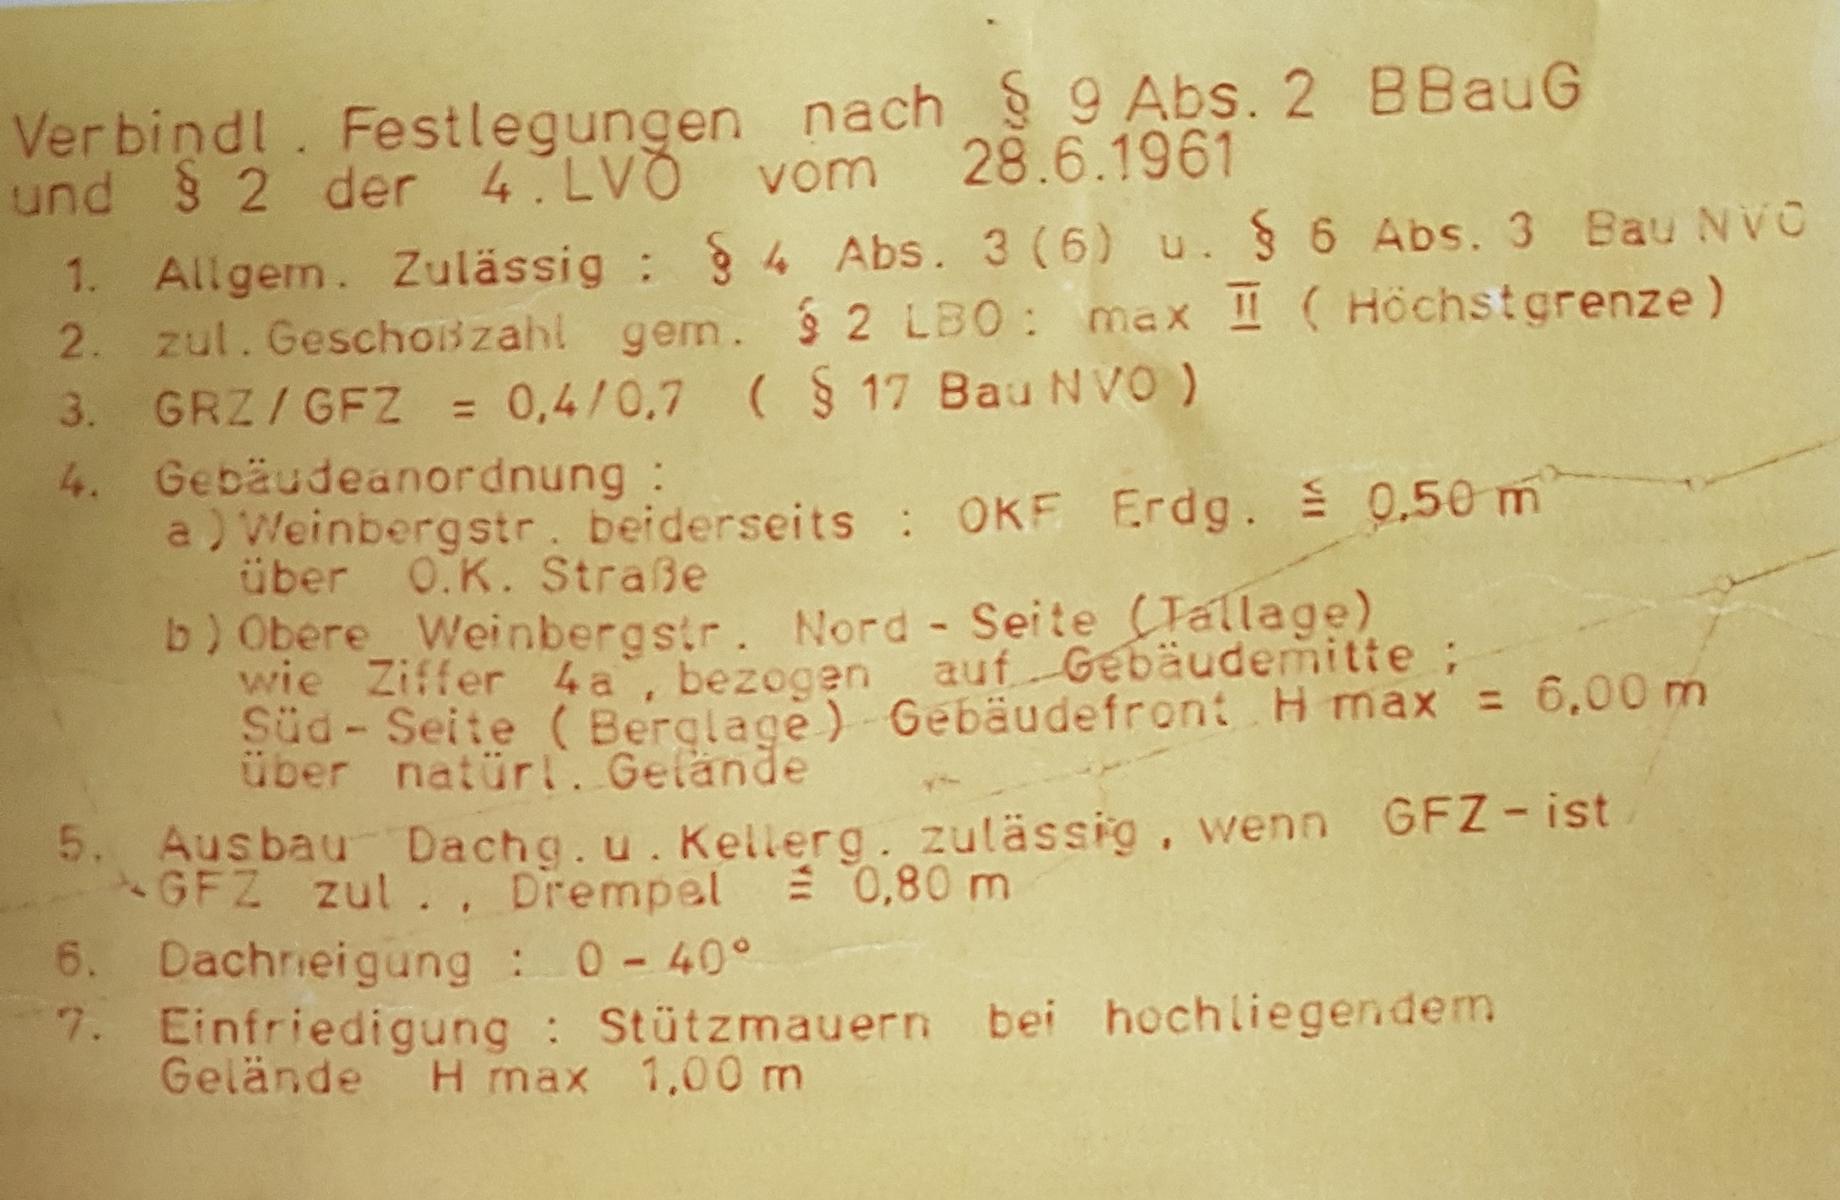 Verbindl. Festlegungen nach § 9 Abs. 2 BBauG
und § 2 der 4. LVO vom 28.6.1961
1. Allgem. Zulässig : § 4 Abs. 3 (6) u. § 6 Abs. 3 BauNVO
2. zul. Geschoßzahl gem. § 2 LBO : max II ( Höchstgrenze )
3. GRZ / GFZ = 0,4 / 0,7 ( § 17 BauNVO )
4. Gebäudeanordnung :
a) Weinbergstr. beiderseits : OKF Erdg. ≦ 0,50 m
über O.K. Straße
b) Obere Weinbergstr. Nord - Seite (Tallage)
wie Ziffer 4a , bezogen auf Gebäudemitte ;
Süd - Seite ( Berglage ) Gebäudefront H max = 6,00 m
über natürl. Gelände
5. Ausbau Dachg. u. Kellerg. zulässig , wenn GFZ - ist
GFZ zul. , Drempel ≦ 0,80 m
6. Dachneigung : 0 - 40°
7. Einfriedigung : Stützmauern bei hochliegendem
Gelände H max 1,00 m